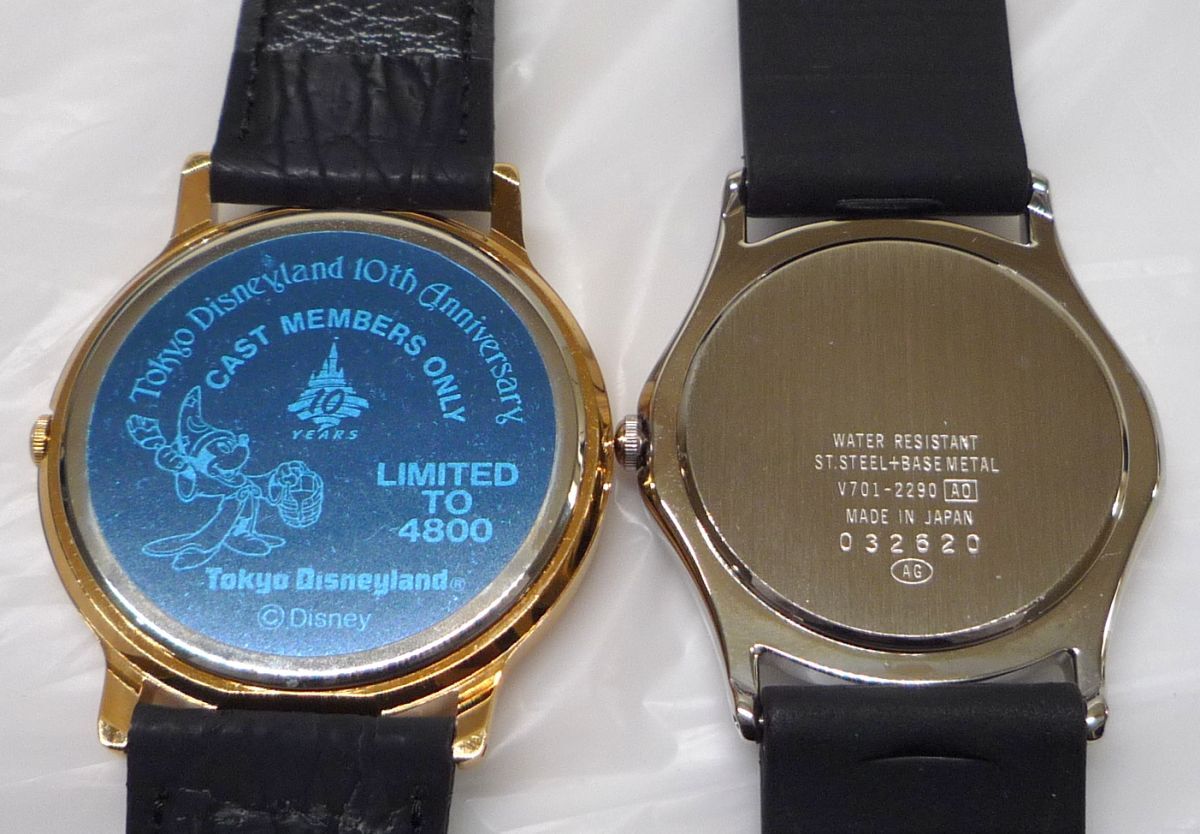 Tokyo Disneyland 10th Anniversary
CAST MEMBERS ONLY
10
YEARS
LIMITED
TO
4800
Tokyo Disneyland®
©Disney
WATER RESISTANT
ST.STEEL+BASE METAL
V701-2290 AO
MADE IN JAPAN
032620
AG